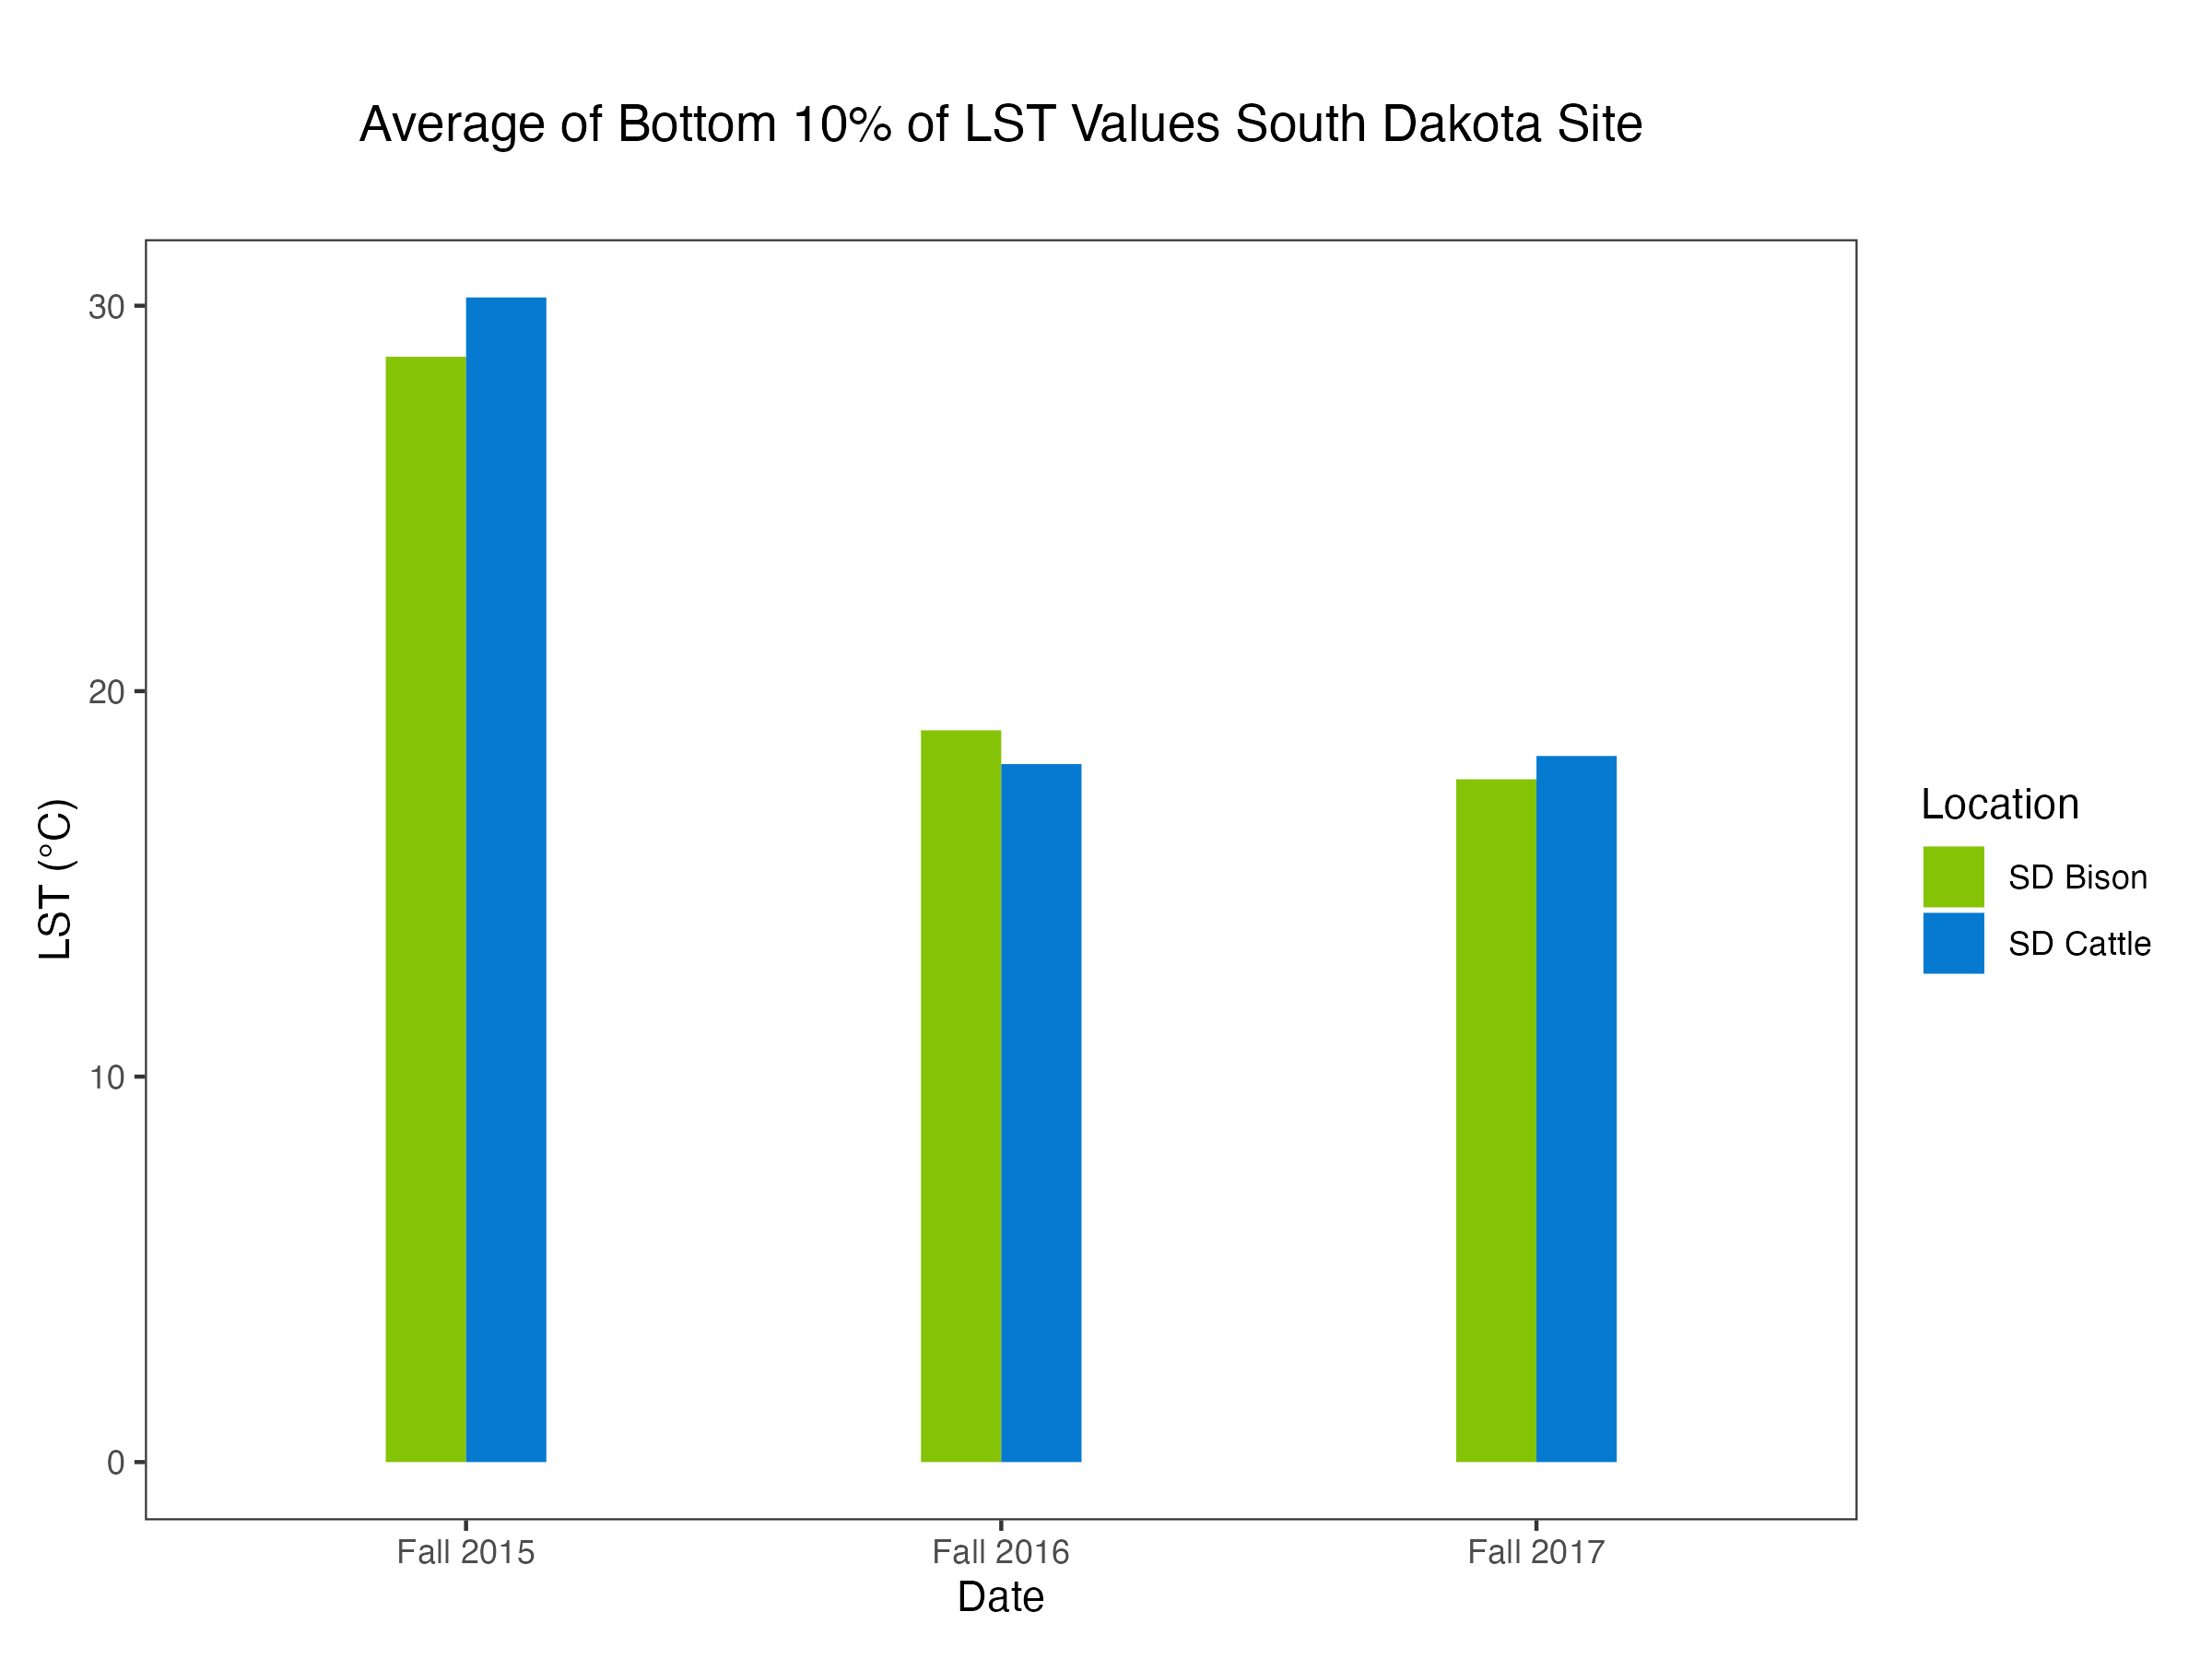 Average of Bottom 10% of LST Values South Dakota Site
LST (°C)
30
20
10
0
Fall 2015
Fall 2016
Fall 2017
Date
Location
SD Bison
SD Cattle